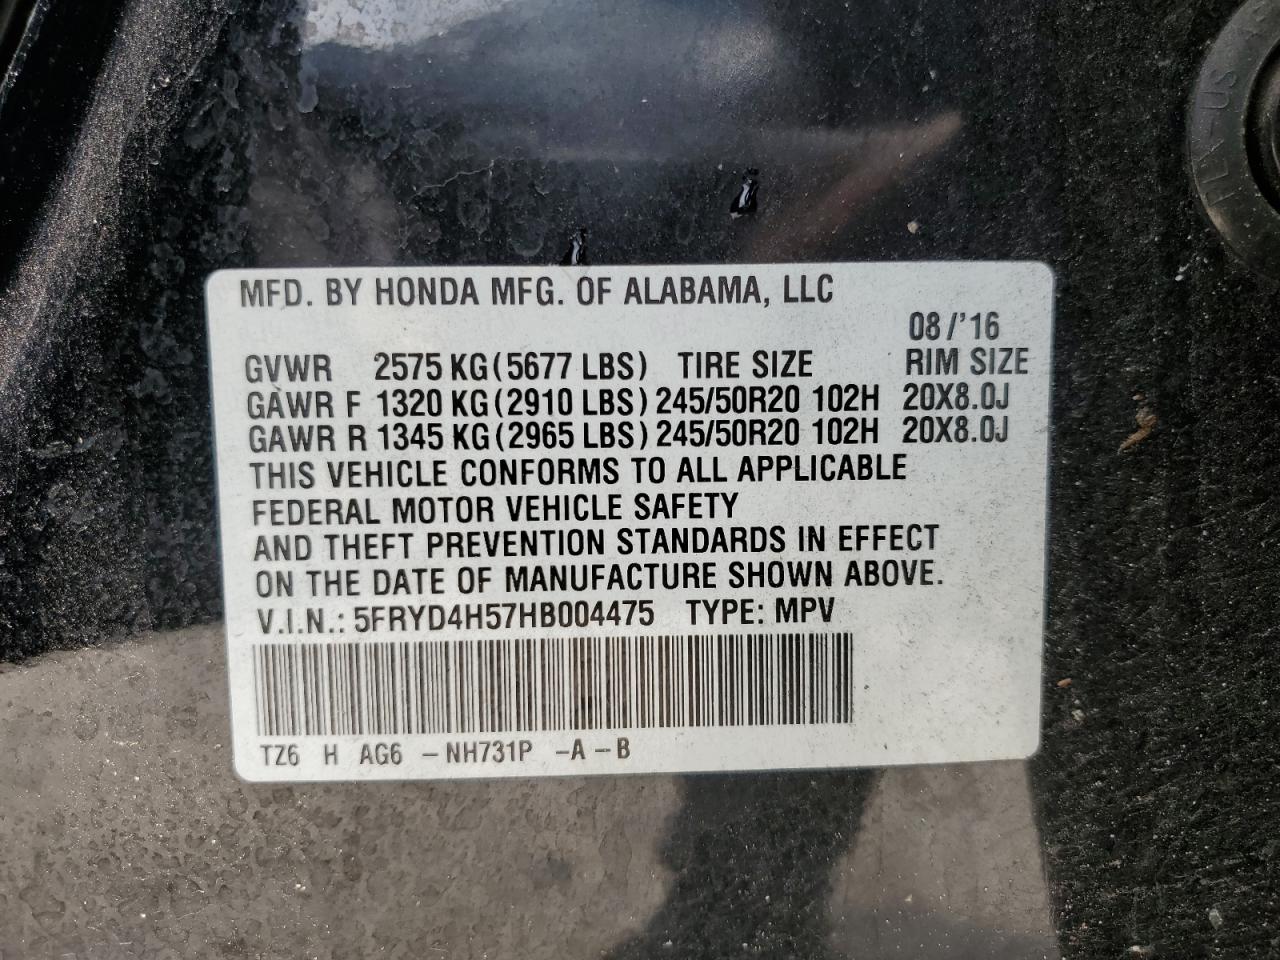 MFD. BY HONDA MFG. OF ALABAMA, LLC
08/'16
GVWR 2575 KG (5677 LBS) TIRE SIZE RIM SIZE
GAWR F 1320 KG (2910 LBS) 245/50R20 102H 20X8.0J
GAWR R 1345 KG (2965 LBS) 245/50R20 102H 20X8.0J
THIS VEHICLE CONFORMS TO ALL APPLICABLE
FEDERAL MOTOR VEHICLE SAFETY
AND THEFT PREVENTION STANDARDS IN EFFECT
ON THE DATE OF MANUFACTURE SHOWN ABOVE.
V.I.N.: 5FRYD4H57HB004475 TYPE: MPV
TZ6 H AG6 -NH731P -A-B